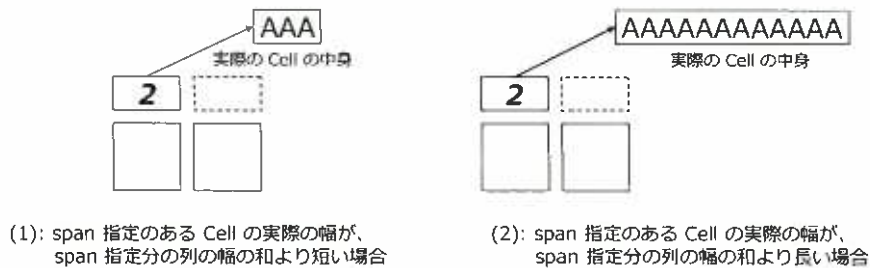 AAA
実際の Cell の中身
2
(1): span 指定のある Cell の実際の幅が、
span 指定分の列の幅の和より短い場合
AAAAAAAAAAAA
実際の Cell の中身
2
(2): span 指定のある Cell の実際の幅が、
span 指定分の列の幅の和より長い場合